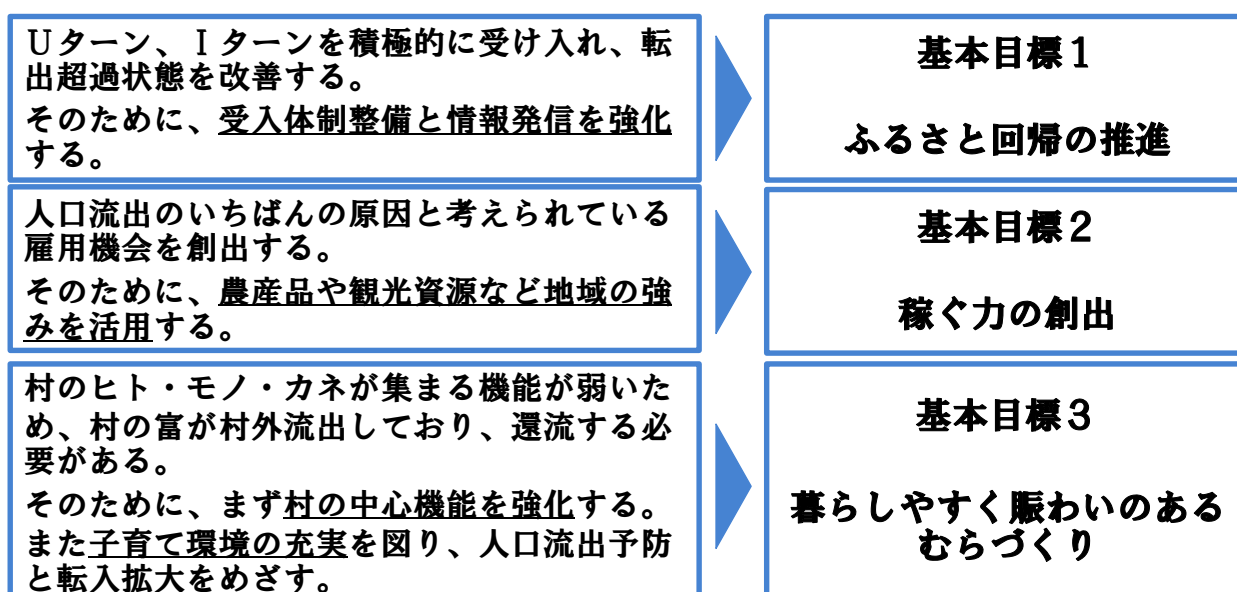 Uターン、Iターンを積極的に受け入れ、転
出超過状態を改善する。
そのために、受入体制整備と情報発信を強化
する。
基本目標1
ふるさと回帰の推進
人口流出のいちばんの原因と考えられている
雇用機会を創出する。
そのために、農産品や観光資源など地域の強
みを活用する。
基本目標2
稼ぐ力の創出
村のヒト・モノ・カネが集まる機能が弱いた
め、村の富が村外流出しており、還流する必
要がある。
そのために、まず村の中心機能を強化する。
また子育て環境の充実を図り、人口流出予防
と転入拡大をめざす。
基本目標3
暮らしやすく賑わいのある
むらづくり